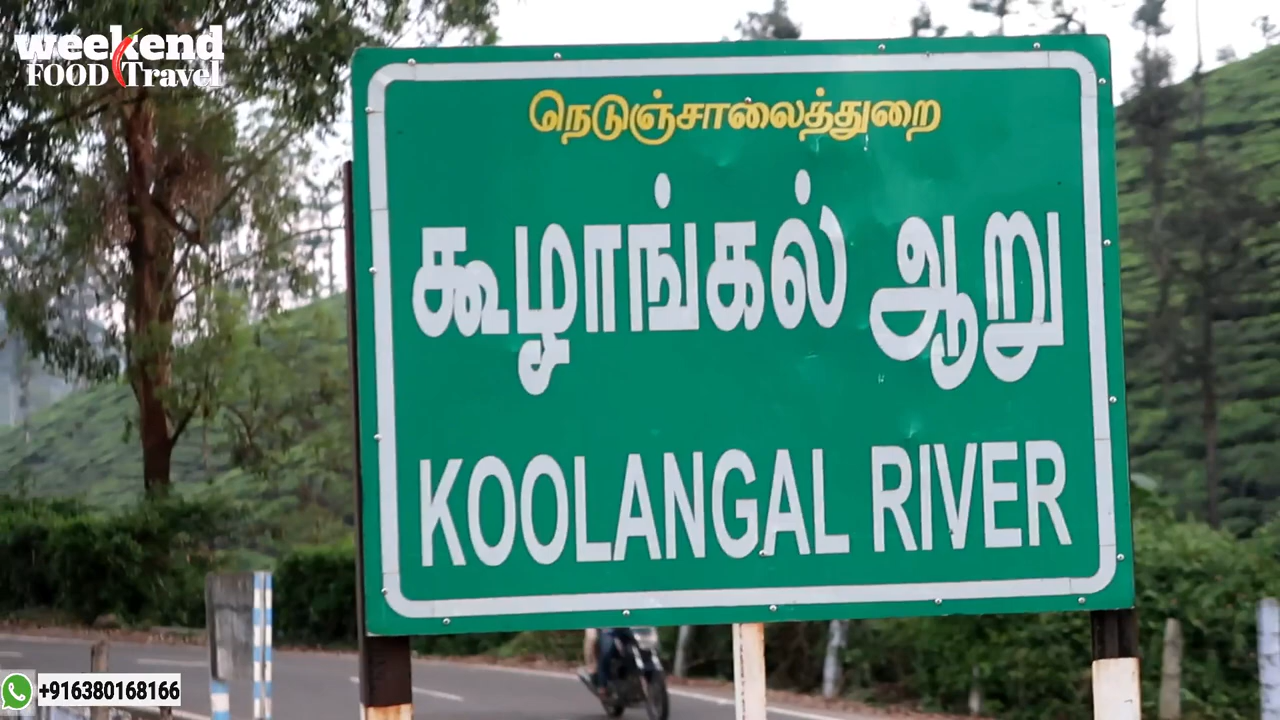 weekend
FOOD Travel
நெடுஞ்சாலைத்துறை
கூழாங்கல் ஆறு
KOOLANGAL RIVER
+916380168166